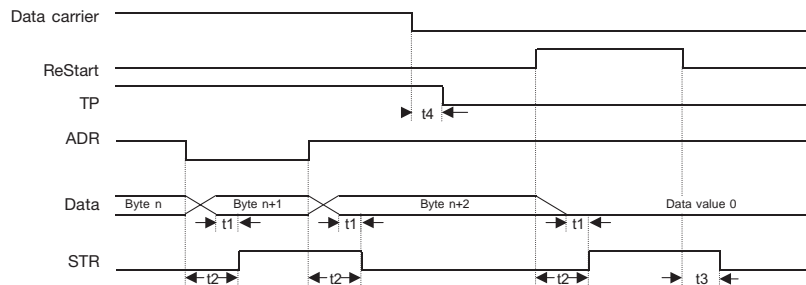 Data carrier
ReStart
TP
t4
ADR
Data
Byte n
Byte n+1
Byte n+2
Data value 0
t1
t1
t1
STR
t2
t2
t2
t3